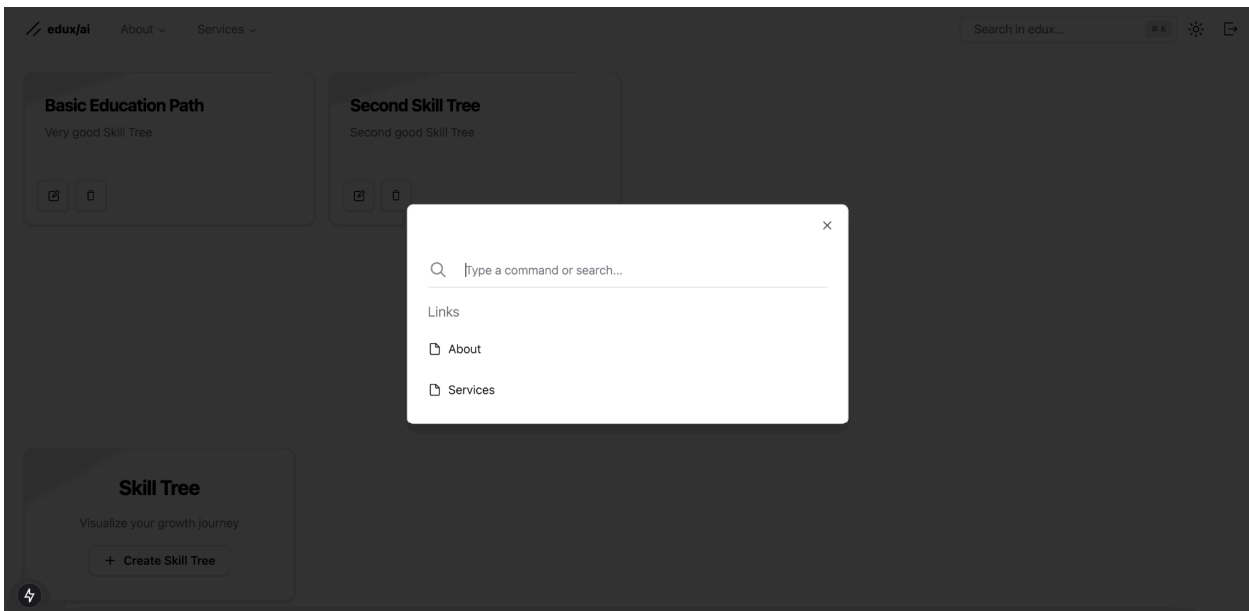 edux/ai About Services Search in edux... ⌘ K
Basic Education Path
Very good Skill Tree
Second Skill Tree
Second good Skill Tree
Type a command or search...
Links
About
Services
Skill Tree
Visualize your growth journey
+ Create Skill Tree